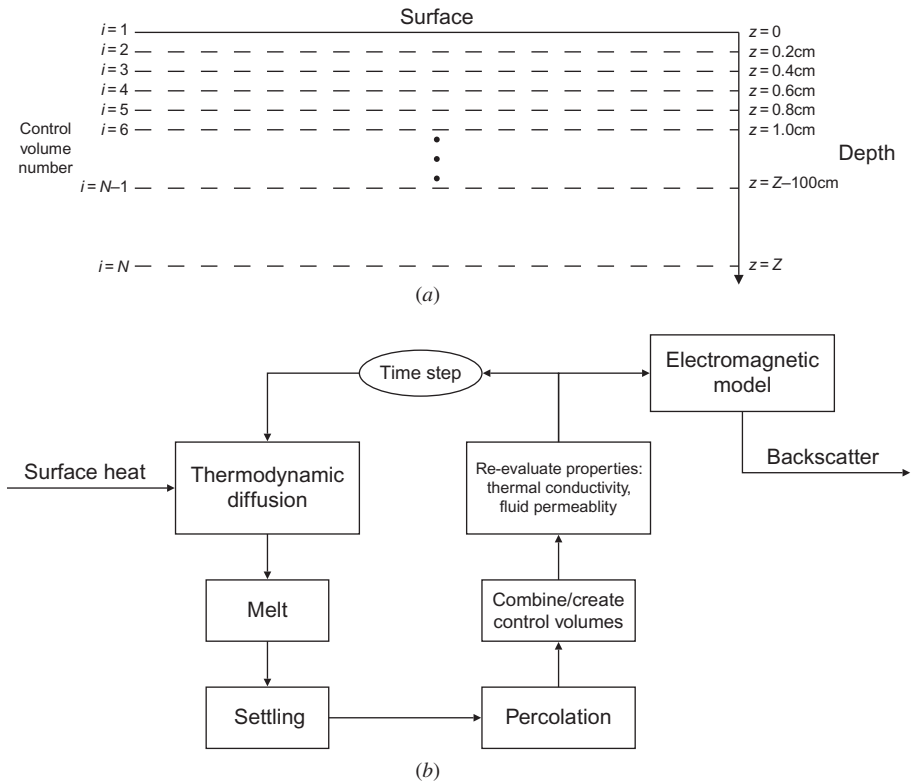 Surface
i = 1
z = 0
i = 2
z = 0.2cm
i = 3
z = 0.4cm
i = 4
z = 0.6cm
i = 5
z = 0.8cm
Control
volume
number
i = 6
z = 1.0cm
Depth
i = N–1
z = Z–100cm
i = N
z = Z
(a)
Time step
Electromagnetic
model
Surface heat
Thermodynamic
diffusion
Re-evaluate properties:
thermal conductivity,
fluid permeablity
Backscatter
Melt
Combine/create
control volumes
Settling
Percolation
(b)